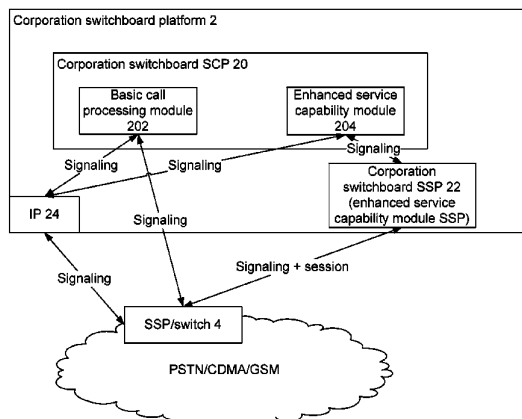 Corporation switchboard platform 2
Corporation switchboard SCP 20
Basic call
processing module
202
Enhanced service
capability module
204
Signaling
Signaling
Signaling
Corporation
switchboard SSP 22
(enhanced service
capability module SSP)
IP 24
Signaling
Signaling + session
Signaling
SSP/switch 4
PSTN/CDMA/GSM